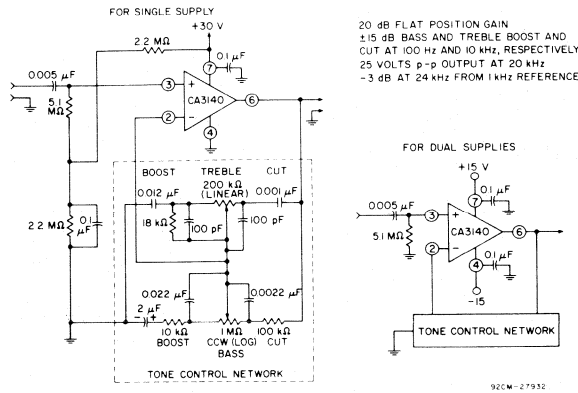 FOR SINGLE SUPPLY
+30 V
2.2 MΩ
0.1 μF
7
0.005 μF
3
+
CA3140
6
5.1 MΩ
2
−
4
BOOST TREBLE CUT
200 kΩ (LINEAR)
0.012 μF
0.001 μF
18 kΩ
100 pF
100 pF
2.2 MΩ
0.1 μF
0.022 μF
0.0022 μF
2 μF
− +
10 kΩ
BOOST
1 MΩ
CCW (LOG)
BASS
100 kΩ
CUT
TONE CONTROL NETWORK
20 dB FLAT POSITION GAIN
±15 dB BASS AND TREBLE BOOST AND
CUT AT 100 Hz AND 10 kHz, RESPECTIVELY
25 VOLTS p-p OUTPUT AT 20 kHz
−3 dB AT 24 kHz FROM 1 kHz REFERENCE
FOR DUAL SUPPLIES
+15 V
7
0.1 μF
0.005 μF
3
+
CA3140
6
5.1 MΩ
2
−
4
0.1 μF
-15
TONE CONTROL NETWORK
92CM-27932